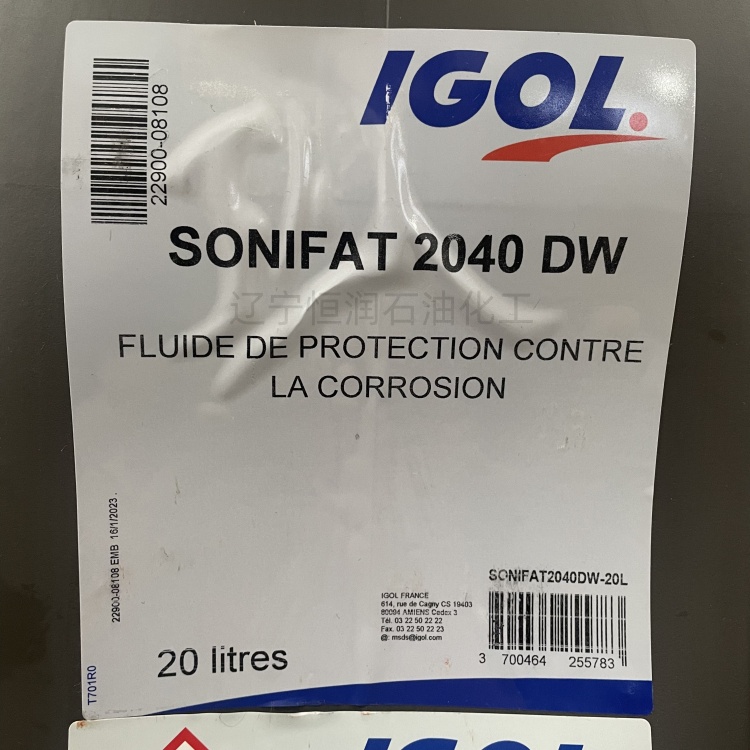 IGOL.
22900-08108
SONIFAT 2040 DW
辽宁恒润石油化工
FLUIDE DE PROTECTION CONTRE
LA CORROSION
22900-08108 EMB 16/1/2023 .
T701R0
20 litres
IGOL FRANCE
614, rue de Cagny CS 19403
80094 AMIENS Cedex 3
Tél. 03 22 50 22 22
Fax. 03 22 50 22 23
@: msds@igol.com
SONIFAT2040DW-20L
3 700464 255783
IGOL